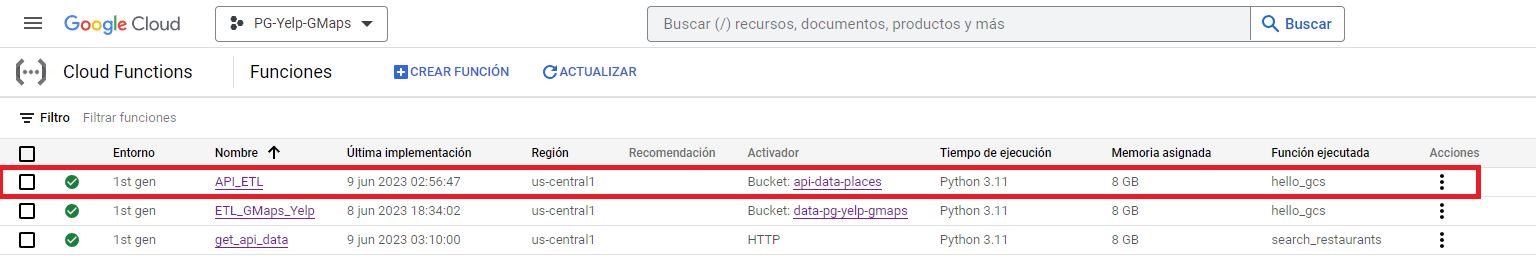 Google Cloud PG-Yelp-GMaps Buscar (/) recursos, documentos, productos y más Buscar
Cloud Functions Funciones CREAR FUNCIÓN ACTUALIZAR
Filtro Filtrar funciones
Entorno Nombre Última implementación Región Recomendación Activador Tiempo de ejecución Memoria asignada Función ejecutada Acciones
1st gen API_ETL 9 jun 2023 02:56:47 us-central1 Bucket: api-data-places Python 3.11 8 GB hello_gcs
1st gen ETL_GMaps_Yelp 8 jun 2023 18:34:02 us-central1 Bucket: data-pg-yelp-gmaps Python 3.11 8 GB hello_gcs
1st gen get_api_data 9 jun 2023 03:10:00 us-central1 HTTP Python 3.11 8 GB search_restaurants